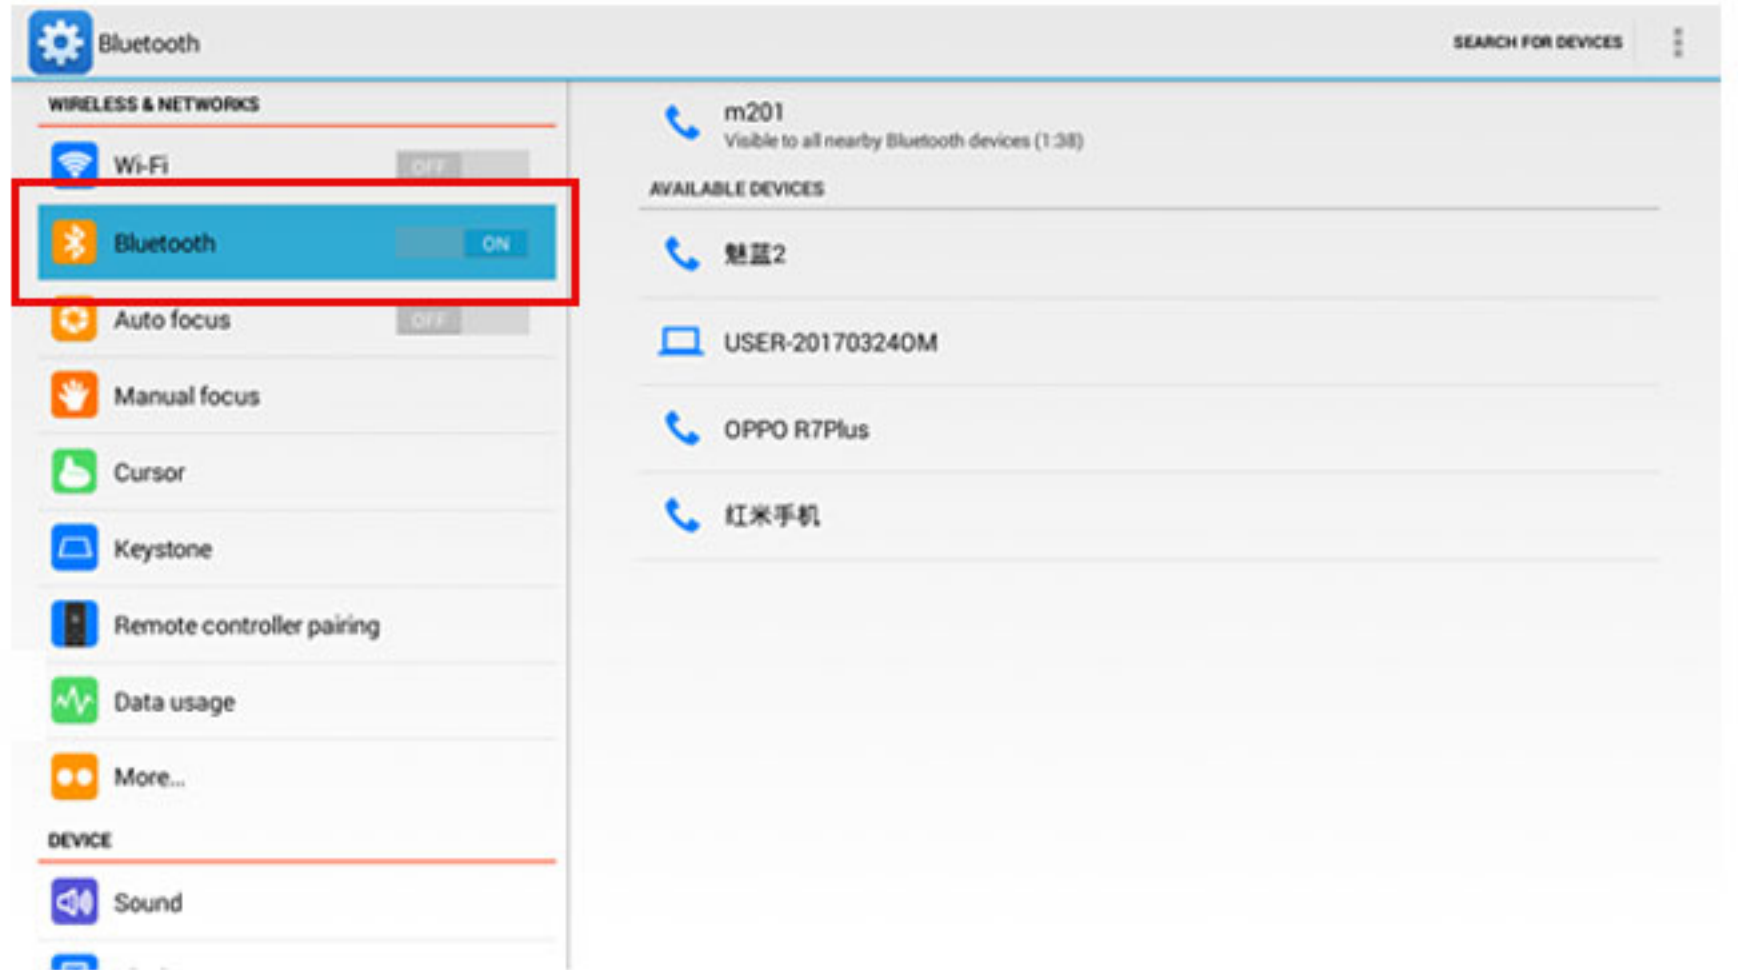 Bluetooth
SEARCH FOR DEVICES
WIRELESS & NETWORKS
Wi-Fi
OFF
Bluetooth
ON
Auto focus
OFF
Manual focus
Cursor
Keystone
Remote controller pairing
Data usage
More...
DEVICE
Sound
m201
Visible to all nearby Bluetooth devices (1:38)
AVAILABLE DEVICES
魅蓝2
USER-20170324OM
OPPO R7Plus
红米手机